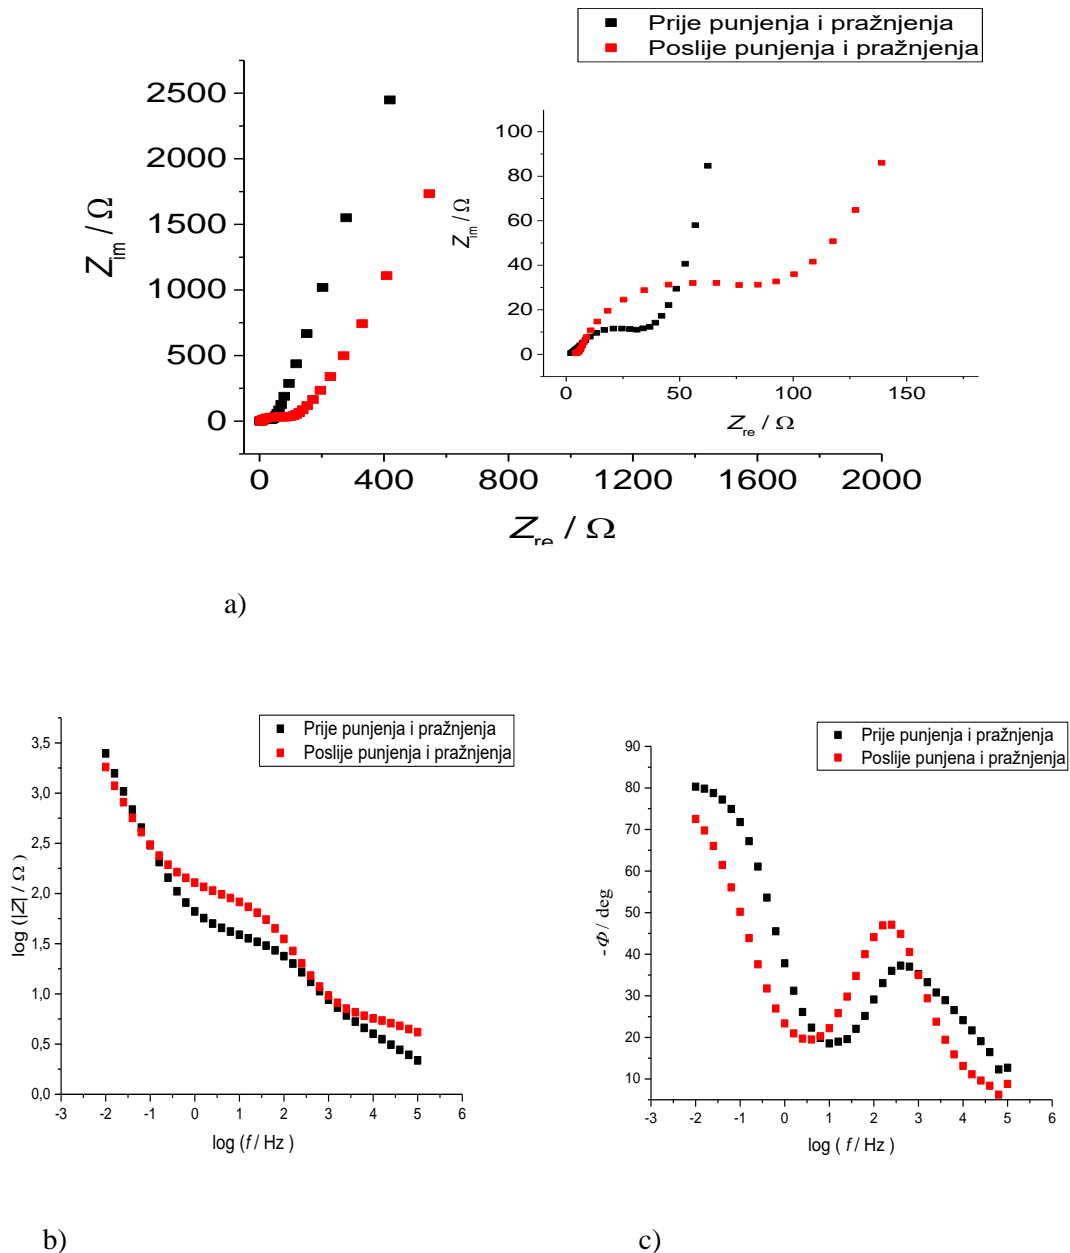 Prije punjenja i pražnjenja
Poslije punjenja i pražnjenja
2500
2000
1500
1000
500
0
Z_im / Ω
0 400 800 1200 1600 2000
Z_re / Ω
100
80
60
40
20
0
Z_im / Ω
0 50 100 150
Z_re / Ω
a)
Prije punjenja i pražnjenja
Poslije punjenja i pražnjenja
3,5
3,0
2,5
2,0
1,5
1,0
0,5
0,0
log (|Z| / Ω )
-3 -2 -1 0 1 2 3 4 5 6
log (f / Hz )
b)
Prije punjenja i pražnjenja
Poslije punjena i pražnjenja
90
80
70
60
50
40
30
20
10
-Φ / deg
-3 -2 -1 0 1 2 3 4 5 6
log ( f / Hz )
c)